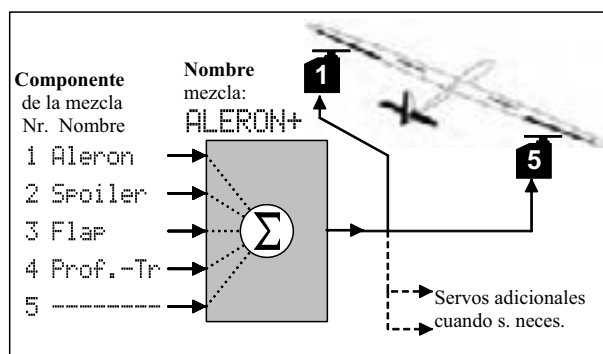 Componente
de la mezcla
Nr. Nombre
Nombre
mezcla:
ALERON+
1 Aleron
2 Spoiler
3 Flap
4 Prof.-Tr
5 --------
Σ
1
5
Servos adicionales
cuando s. neces.